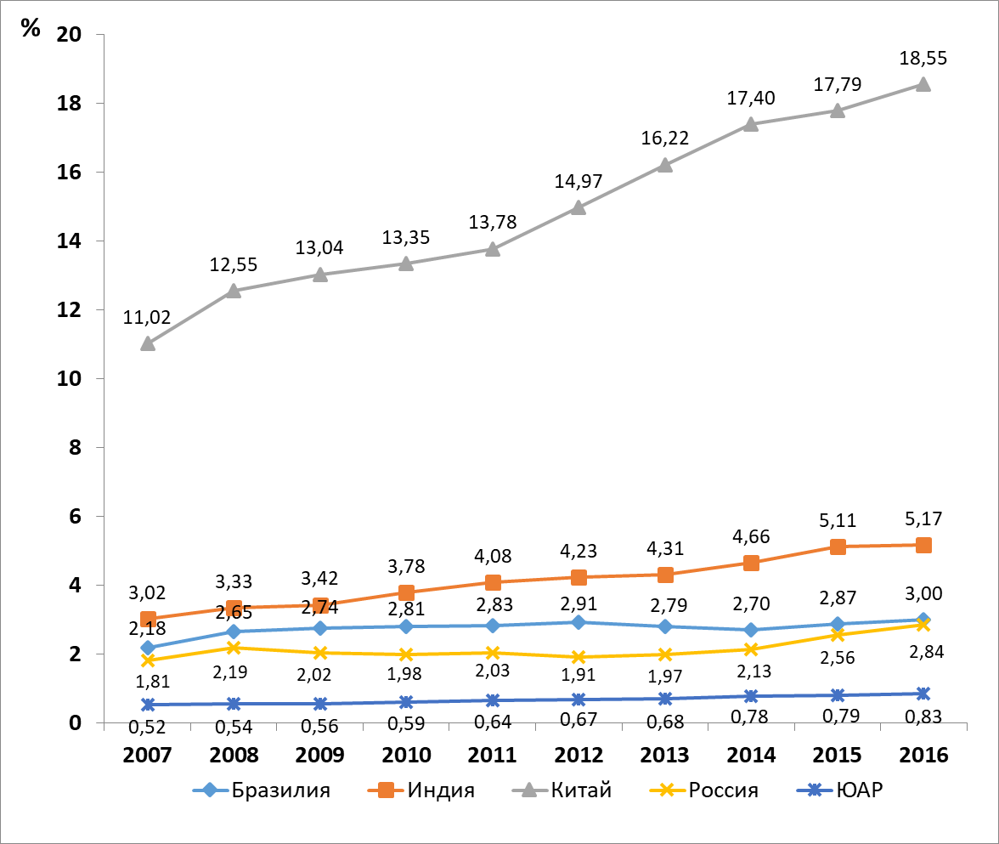 %
20
18
16
14
12
10
8
6
4
2
0
11,02 12,55 13,04 13,35 13,78 14,97 16,22 17,40 17,79 18,55
3,02 3,33 3,42 3,78 4,08 4,23 4,31 4,66 5,11 5,17
2,18 2,65 2,74 2,81 2,83 2,91 2,79 2,70 2,87 3,00
1,81 2,19 2,02 1,98 2,03 1,91 1,97 2,13 2,56 2,84
0,52 0,54 0,56 0,59 0,64 0,67 0,68 0,78 0,79 0,83
2007 2008 2009 2010 2011 2012 2013 2014 2015 2016
Бразилия Индия Китай Россия ЮАР